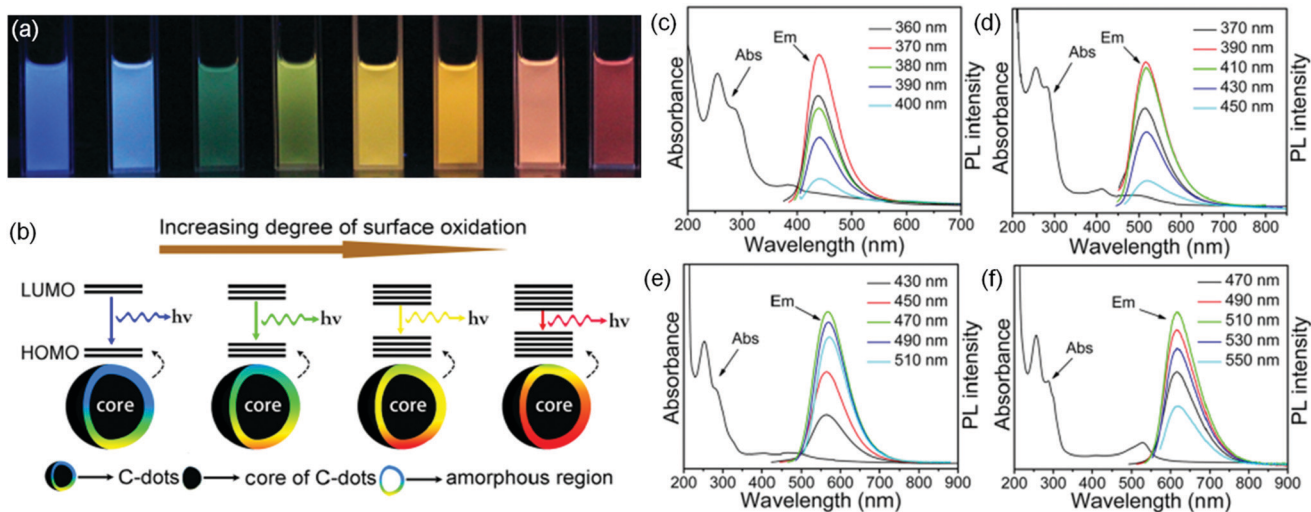 (a)
(b)
Increasing degree of surface oxidation
LUMO
hν hν hν hν
HOMO
core core core core
C-dots core of C-dots amorphous region
(c)
Absorbance
PL intensity
Em
Abs
360 nm
370 nm
380 nm
390 nm
400 nm
200 300 400 500 600 700
Wavelength (nm)
(d)
Absorbance
PL intensity
Em
Abs
370 nm
390 nm
410 nm
430 nm
450 nm
200 300 400 500 600 700 800
Wavelength (nm)
(e)
Absorbance
PL intensity
Em
Abs
430 nm
450 nm
470 nm
490 nm
510 nm
200 300 400 500 600 700 800 900
Wavelength (nm)
(f)
Absorbance
PL intensity
Em
Abs
470 nm
490 nm
510 nm
530 nm
550 nm
200 300 400 500 600 700 800 900
Wavelength (nm)